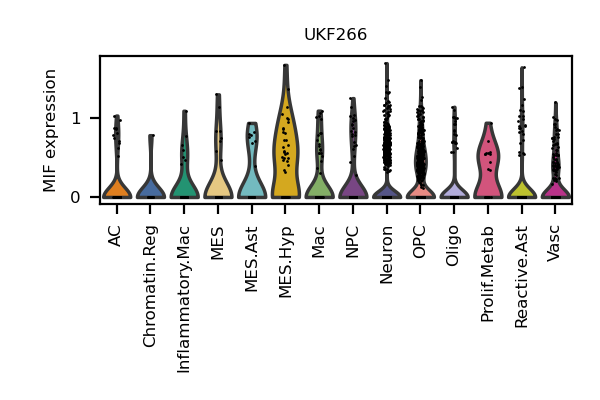 UKF266
MIF expression
1
0
AC
Chromatin.Reg
Inflammatory.Mac
MES
MES.Ast
MES.Hyp
Mac
NPC
Neuron
OPC
Oligo
Prolif.Metab
Reactive.Ast
Vasc